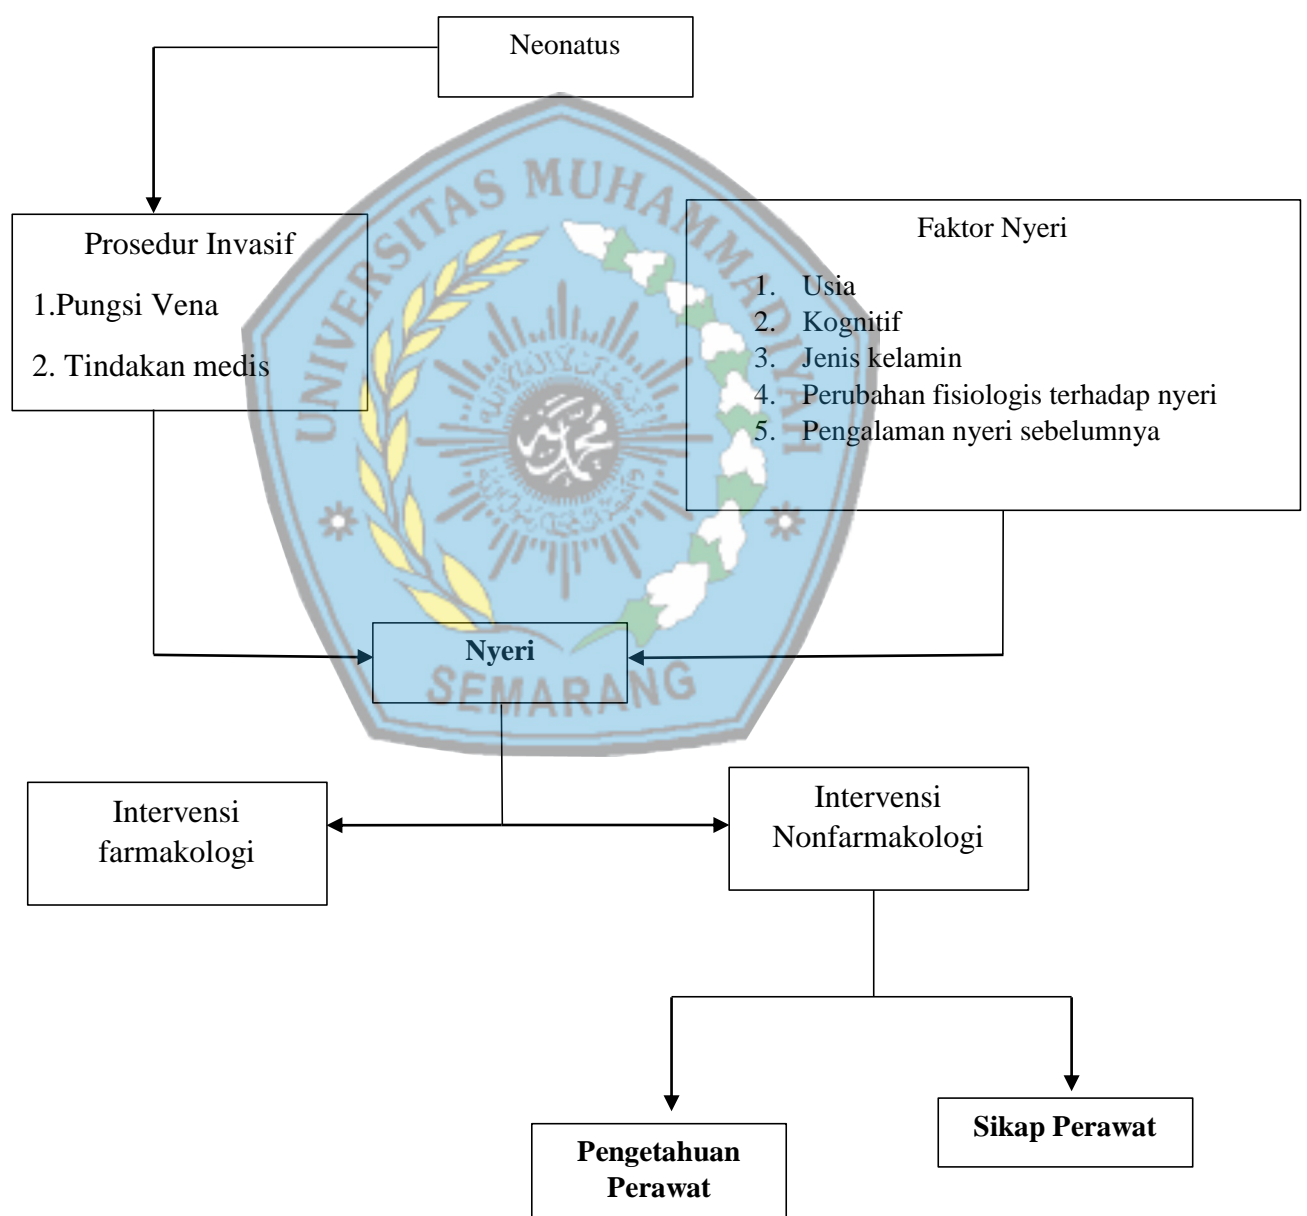 Neonatus
Prosedur Invasif
1.Pungsi Vena
2. Tindakan medis
Faktor Nyeri
1. Usia
2. Kognitif
3. Jenis kelamin
4. Perubahan fisiologis terhadap nyeri
5. Pengalaman nyeri sebelumnya
UNIVERSITAS MUHAMMADIYAH
SEMARANG
Nyeri
Intervensi
farmakologi
Intervensi
Nonfarmakologi
Pengetahuan
Perawat
Sikap Perawat